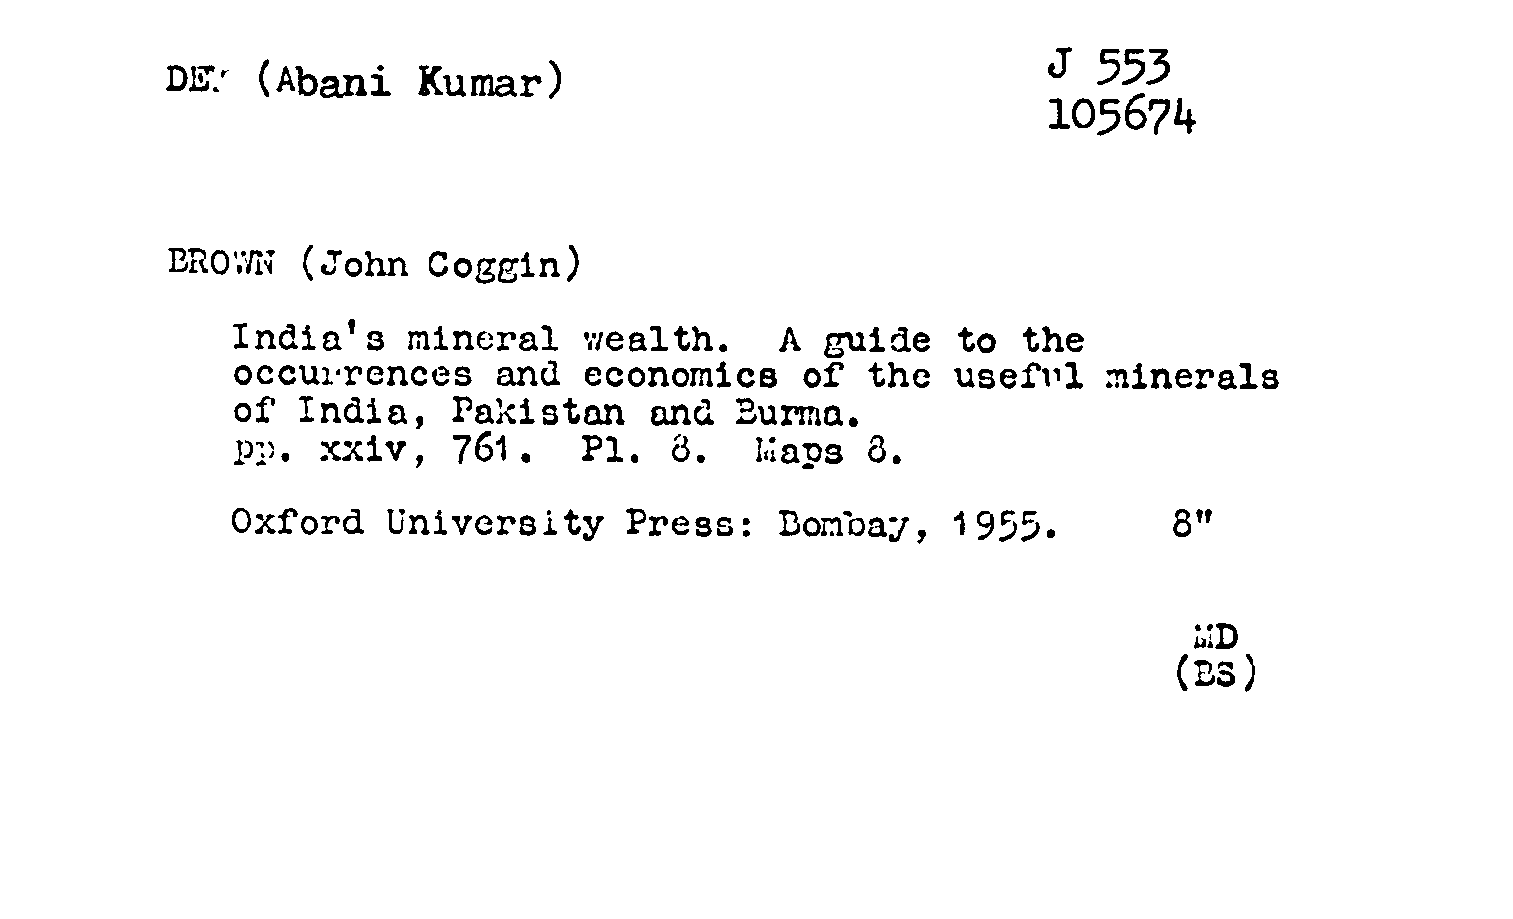 DEY (Abani Kumar)
J 553
105674
BROWN (John Coggin)
India's mineral wealth. A guide to the
occurrences and economics of the useful minerals
of India, Pakistan and Burma.
pp. xxiv, 761. Pl. 8. Maps 8.
Oxford University Press: Bombay, 1955. 8"
MD
(BS)